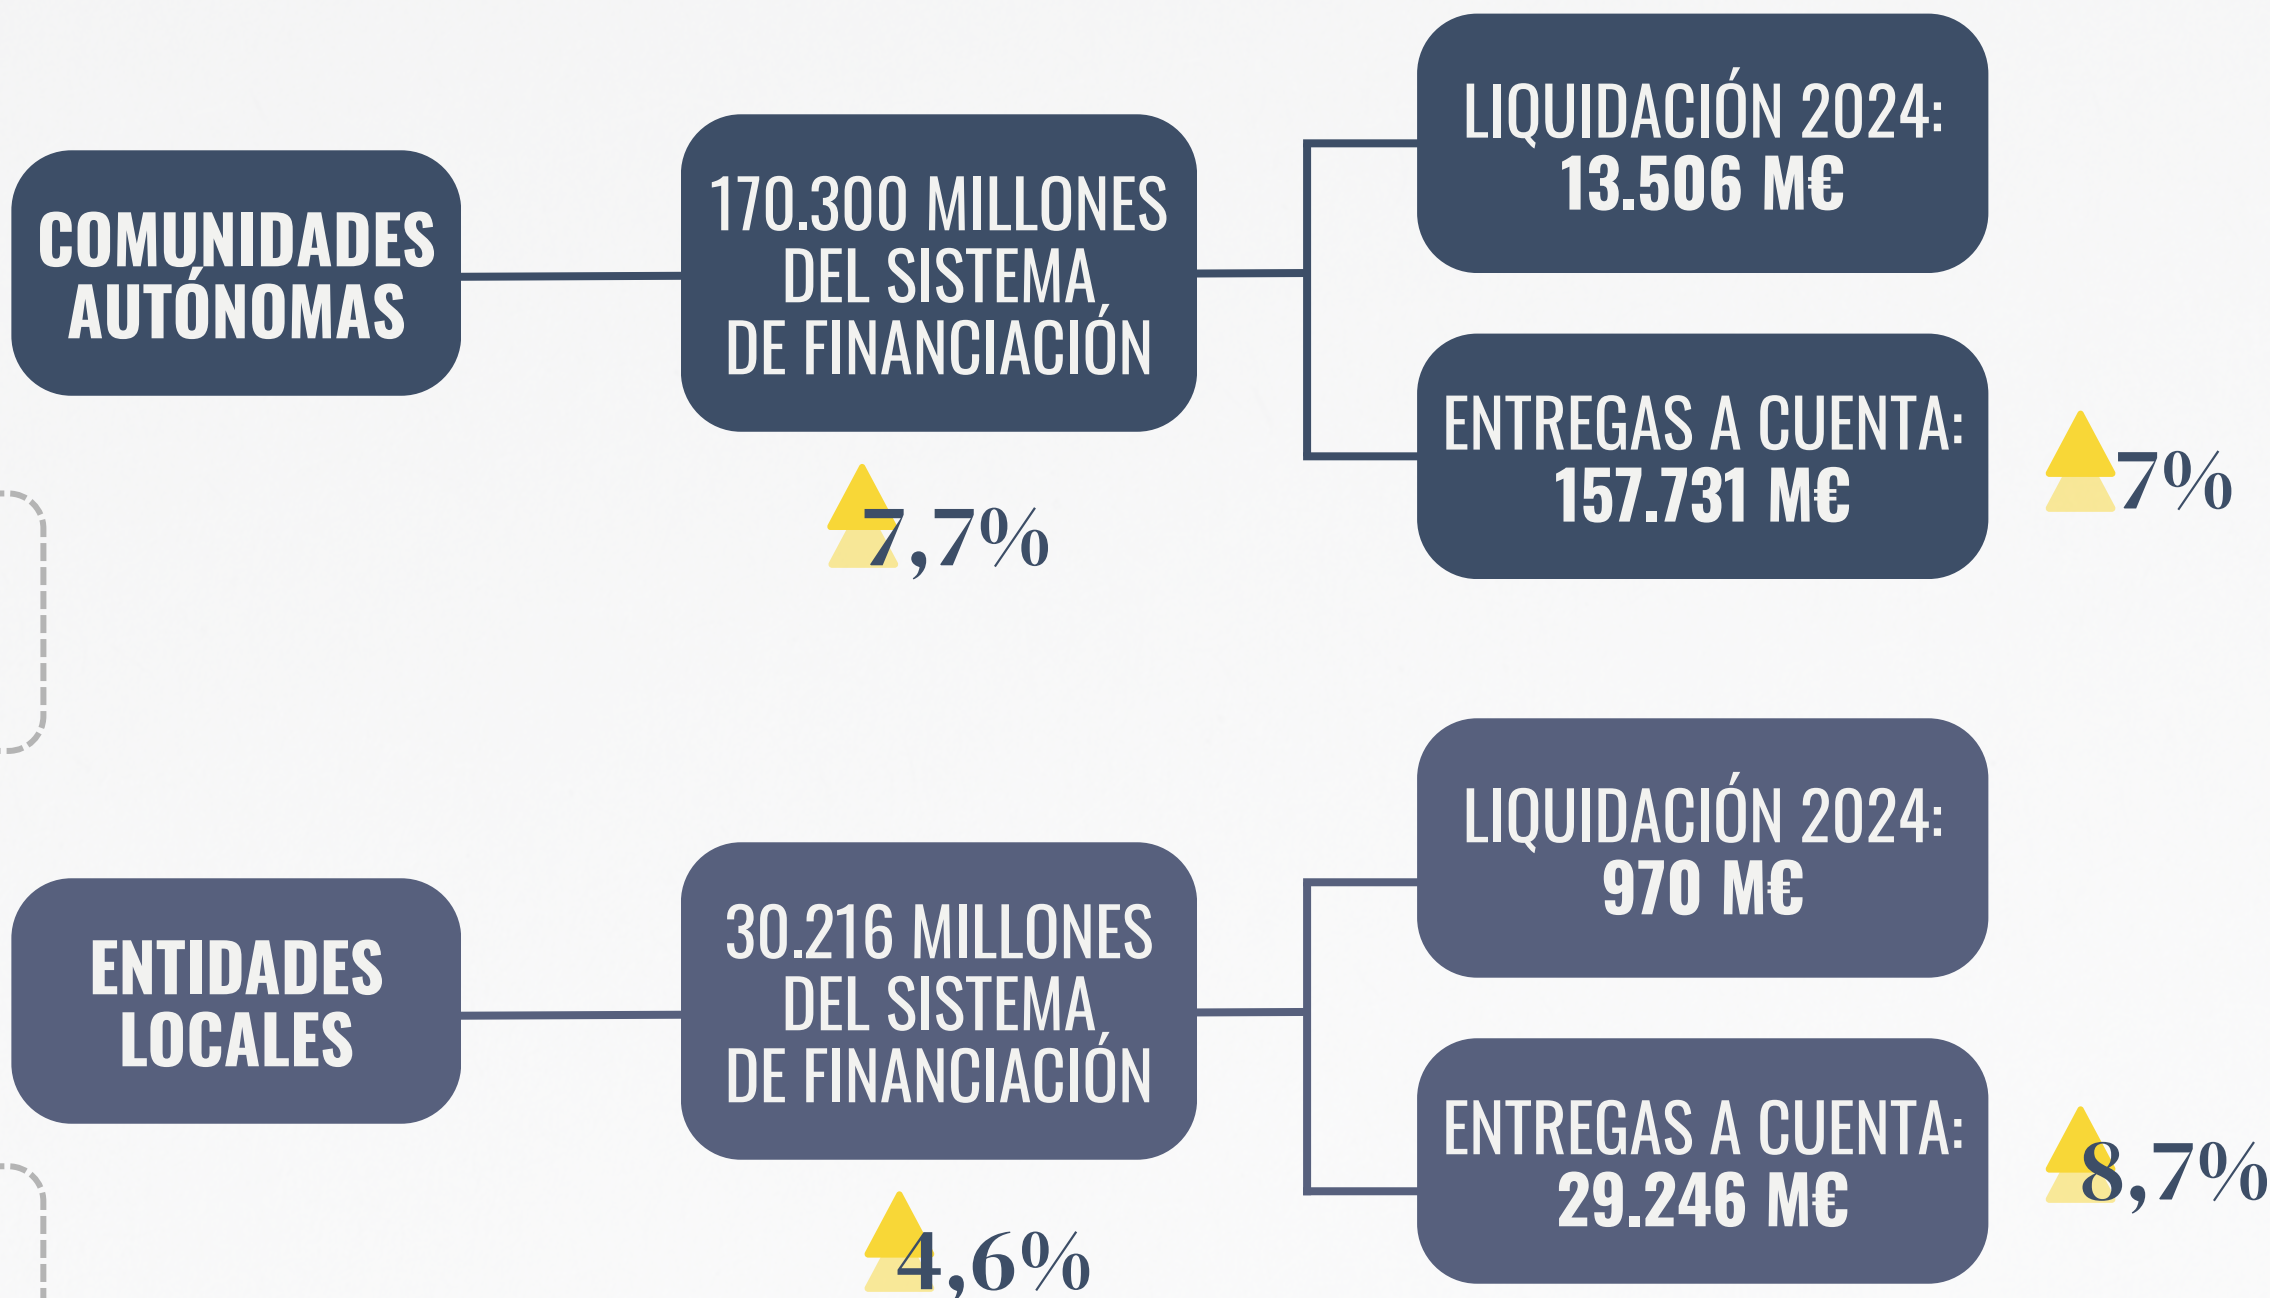 COMUNIDADES
AUTÓNOMAS
170.300 MILLONES
DEL SISTEMA
DE FINANCIACIÓN
7,7%
LIQUIDACIÓN 2024:
13.506 M€
ENTREGAS A CUENTA:
157.731 M€
7%
ENTIDADES
LOCALES
30.216 MILLONES
DEL SISTEMA
DE FINANCIACIÓN
4,6%
LIQUIDACIÓN 2024:
970 M€
ENTREGAS A CUENTA:
29.246 M€
8,7%